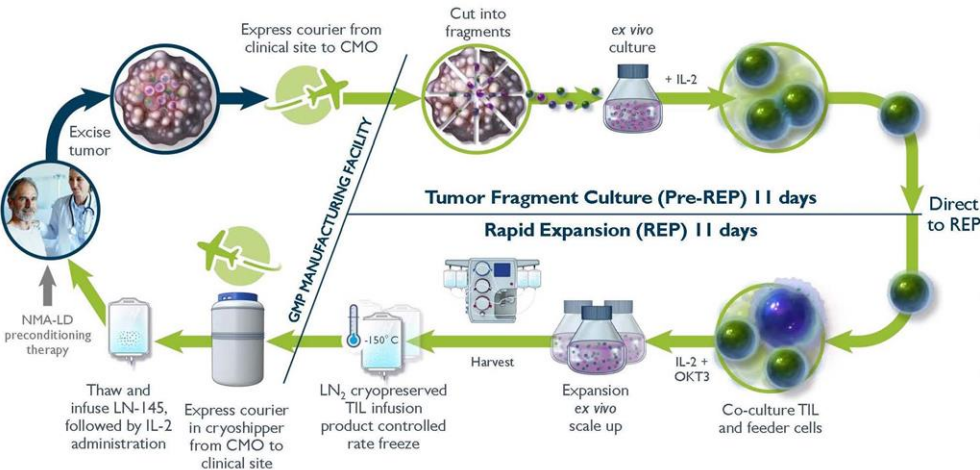 Express courier from
clinical site to CMO
Cut into
fragments
ex vivo
culture
+ IL-2
Excise
tumor
GMP MANUFACTURING FACILITY
Tumor Fragment Culture (Pre-REP) 11 days
Direct
to REP
Rapid Expansion (REP) 11 days
NMA-LD
preconditioning
therapy
-150°C
Harvest
IL-2 +
OKT3
Thaw and
infuse LN-145,
followed by IL-2
administration
Express courier
in cryoshipper
from CMO to
clinical site
LN2 cryopreserved
TIL infusion
product controlled
rate freeze
Expansion
ex vivo
scale up
Co-culture TIL
and feeder cells